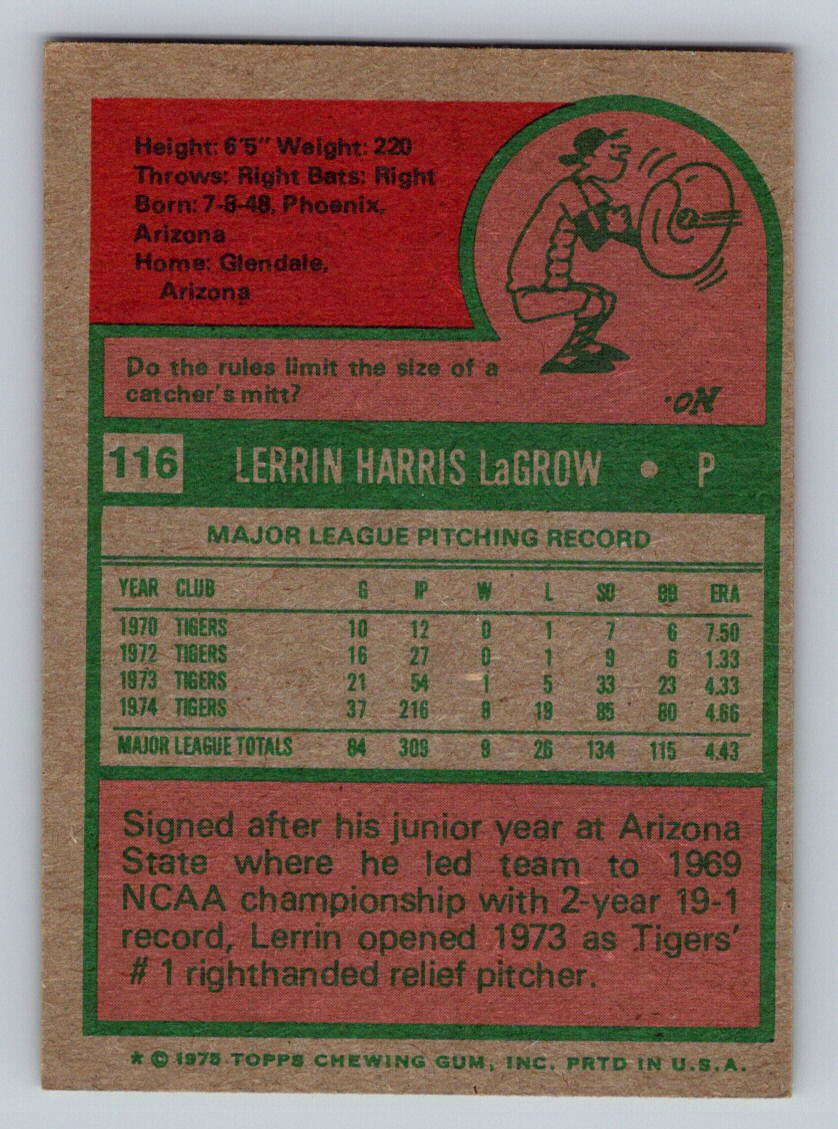 Height: 6'5" Weight: 220
Throws: Right Bats: Right
Born: 7-8-48, Phoenix,
Arizona
Home: Glendale,
Arizona
Do the rules limit the size of a
catcher's mitt?
No.
116 LERRIN HARRIS LaGROW • P
MAJOR LEAGUE PITCHING RECORD
YEAR CLUB G IP W L SO BB ERA
1970 TIGERS 10 12 0 1 7 6 7.50
1972 TIGERS 16 27 0 1 9 6 1.33
1973 TIGERS 21 54 1 5 33 23 4.33
1974 TIGERS 37 216 8 19 85 80 4.66
MAJOR LEAGUE TOTALS 84 309 9 26 134 115 4.43
Signed after his junior year at Arizona
State where he led team to 1969
NCAA championship with 2-year 19-1
record, Lerrin opened 1973 as Tigers'
# 1 righthanded relief pitcher.
* © 1975 TOPPS CHEWING GUM, INC. PRTD IN U.S.A.